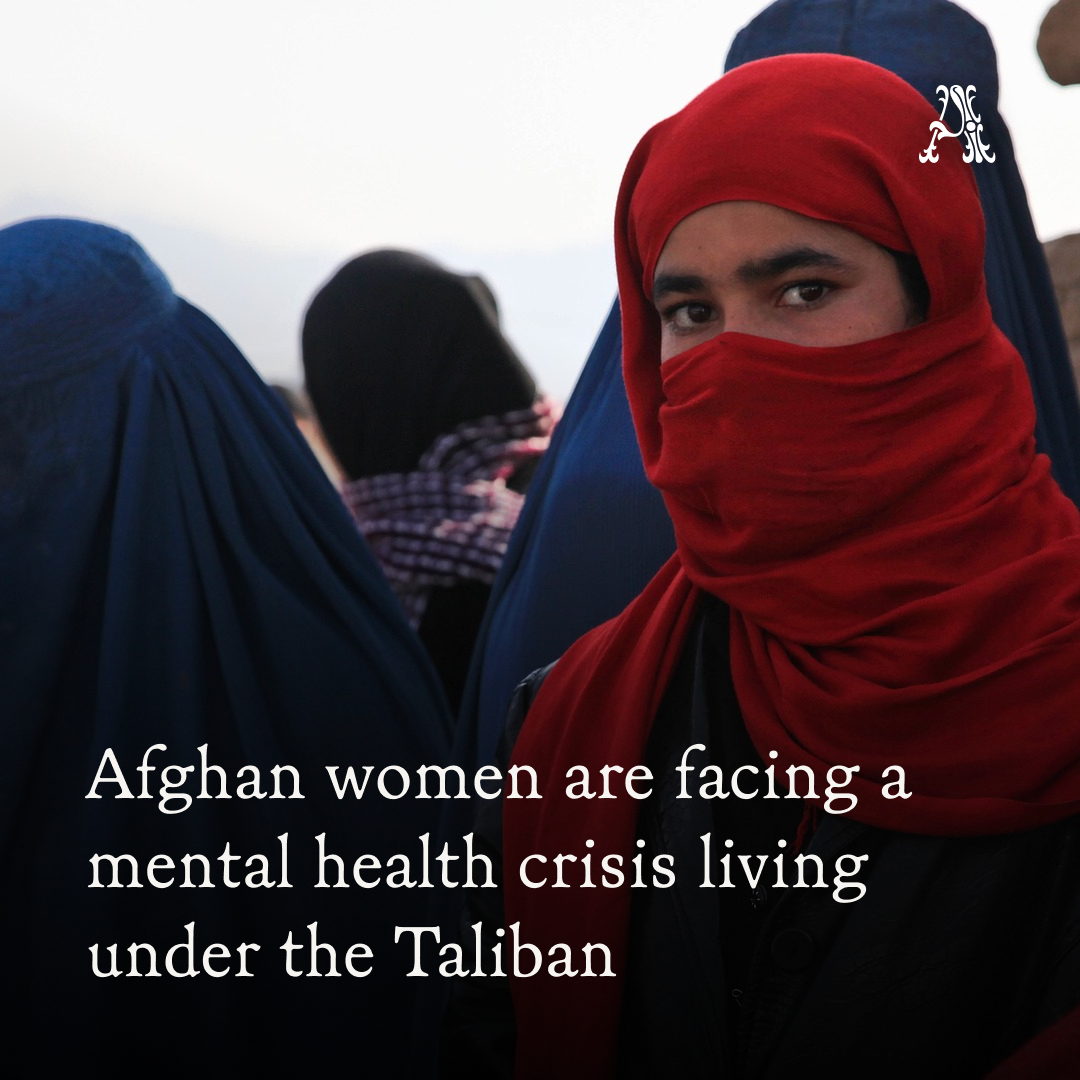 A
Afghan women are facing a
mental health crisis living
under the Taliban